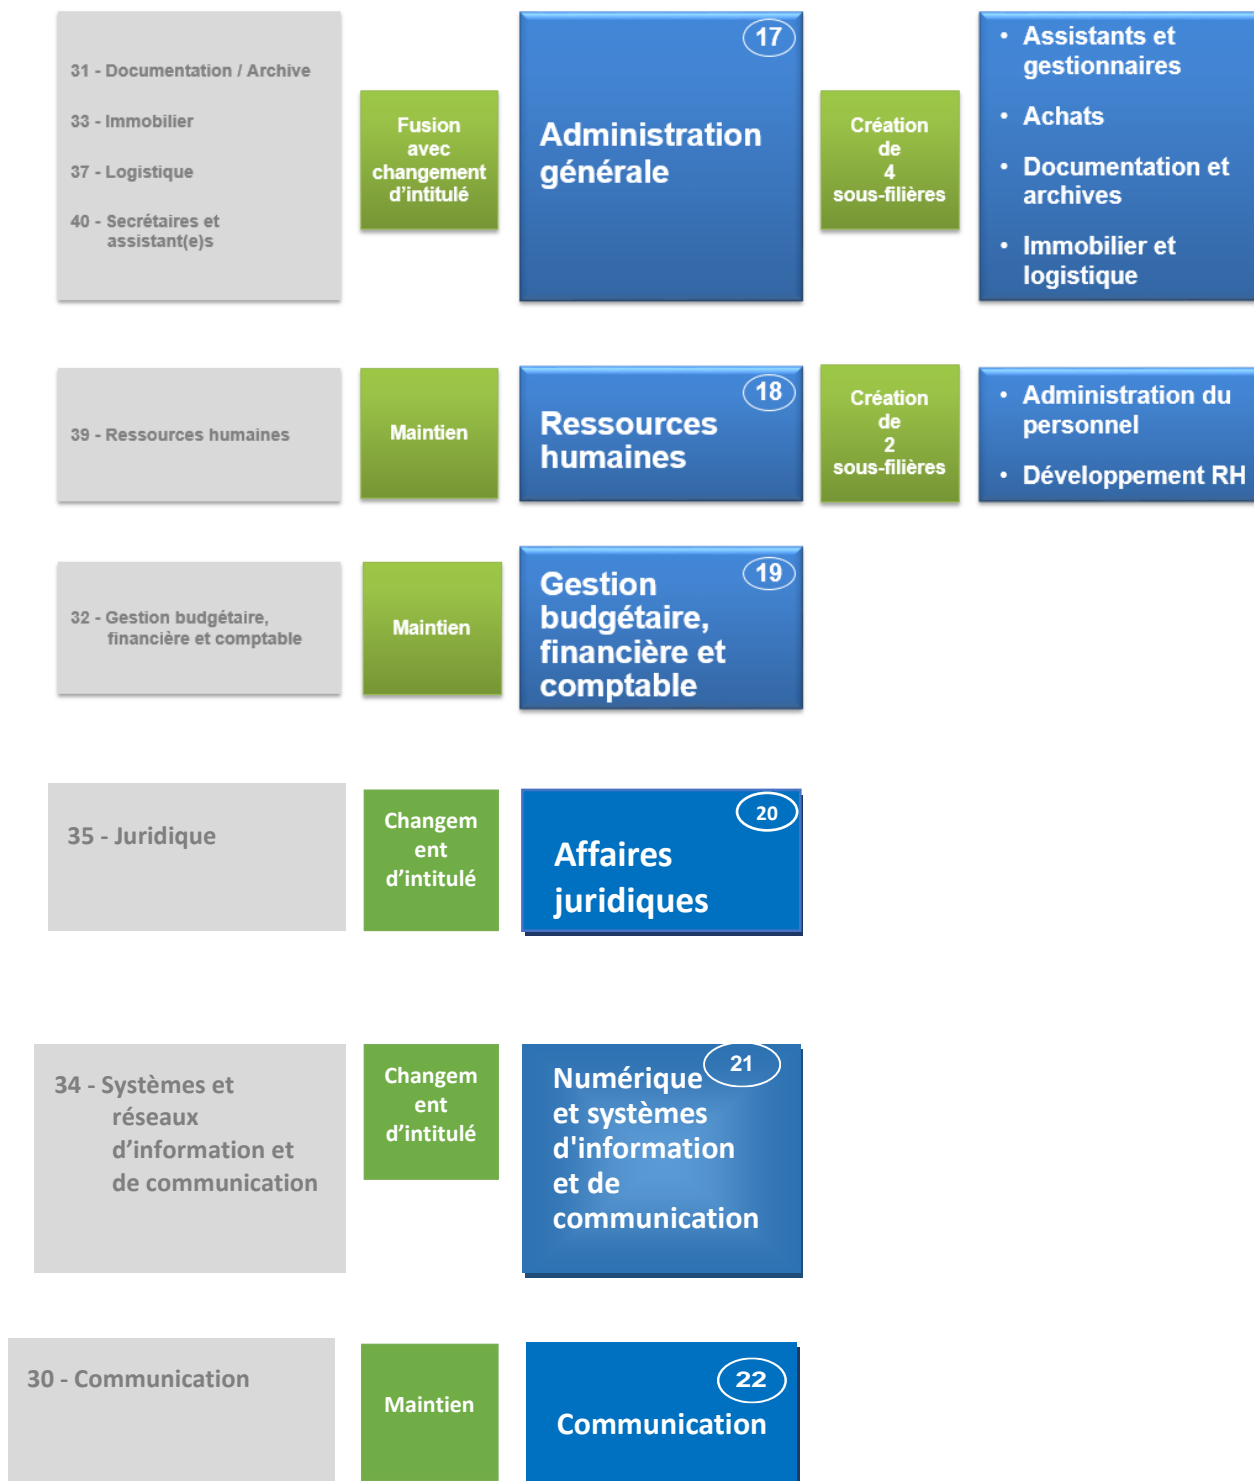 31 - Documentation / Archive
33 - Immobilier
37 - Logistique
40 - Secrétaires et
assistant(e)s
Fusion
avec
changement
d'intitulé
17
Administration
générale
Création
de
4
sous-filières
• Assistants et
gestionnaires
• Achats
• Documentation et
archives
• Immobilier et
logistique
39 - Ressources humaines
Maintien
18
Ressources
humaines
Création
de
2
sous-filières
• Administration du
personnel
• Développement RH
32 - Gestion budgétaire,
financière et comptable
Maintien
19
Gestion
budgétaire,
financière et
comptable
35 - Juridique
Changem
ent
d’intitulé
20
Affaires
juridiques
34 - Systèmes et
réseaux
d’information et
de communication
Changem
ent
d’intitulé
21
Numérique
et systèmes
d'information
et de
communication
30 - Communication
Maintien
22
Communication